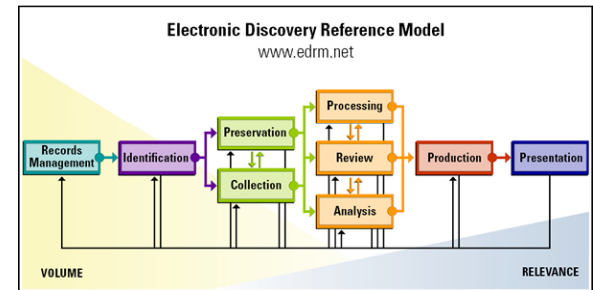 Electronic Discovery Reference Model
www.edrm.net
Processing
Preservation
Records
Management
Identification
Review
Production
Presentation
Collection
Analysis
VOLUME
RELEVANCE